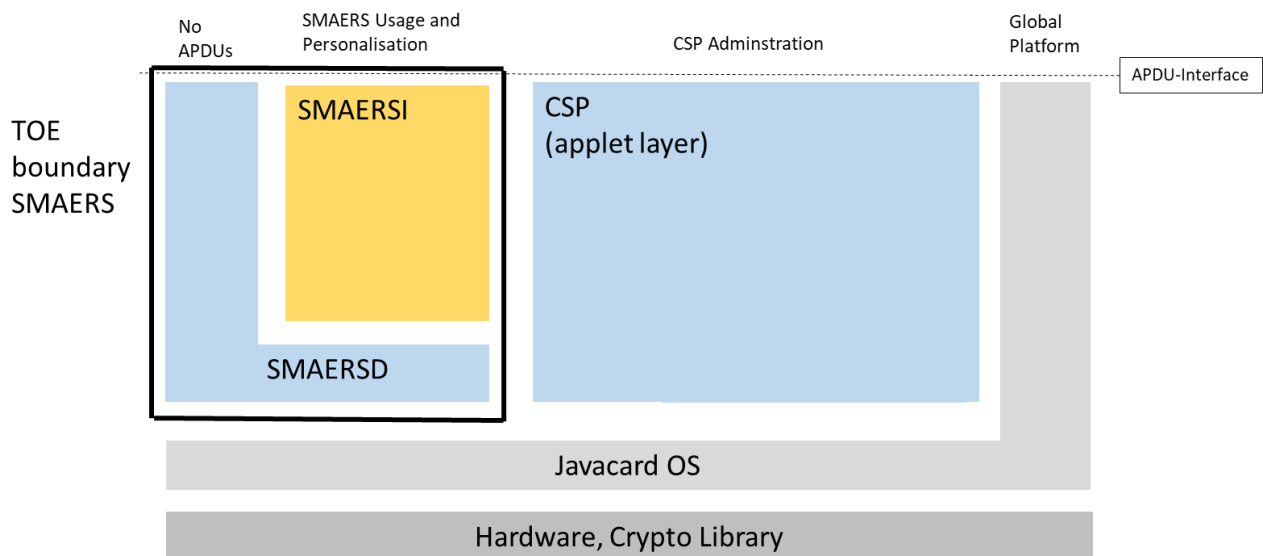 No
APDUs
SMAERS Usage and
Personalisation
CSP Adminstration
Global
Platform
APDU-Interface
TOE
boundary
SMAERS
SMAERSI
CSP
(applet layer)
SMAERSD
Javacard OS
Hardware, Crypto Library